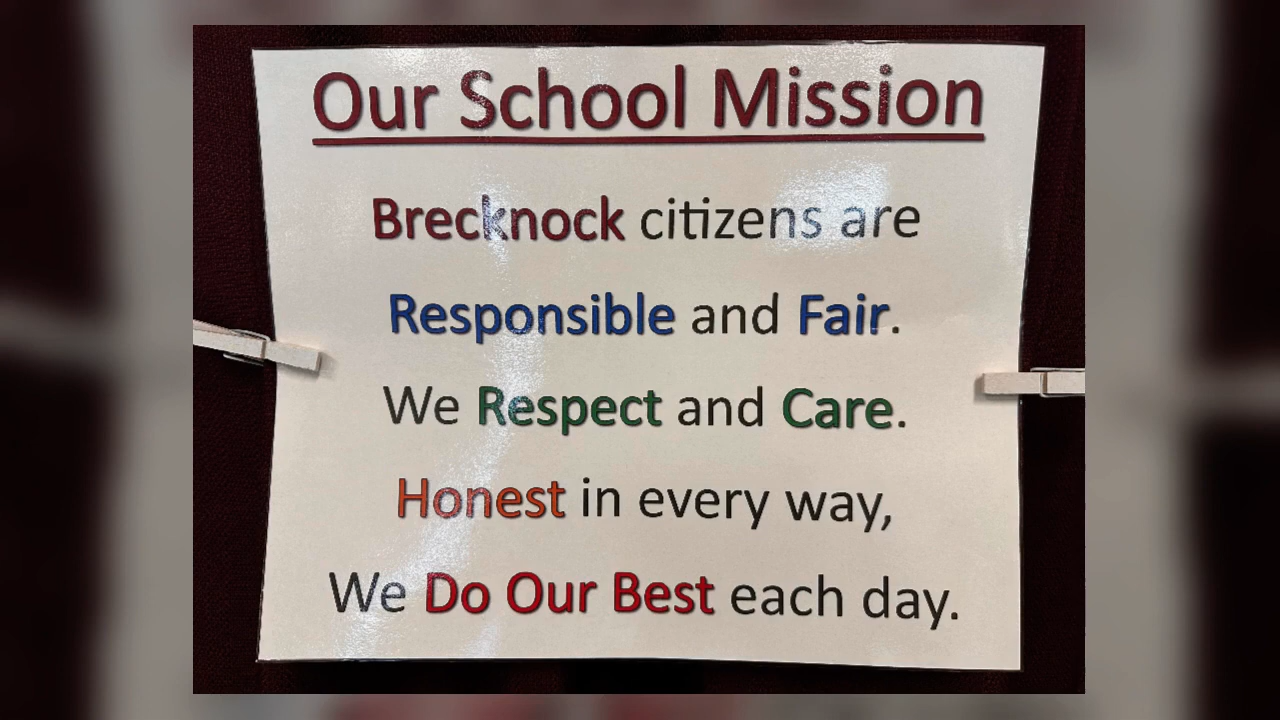 Our School Mission
Brecknock citizens are
Responsible and Fair.
We Respect and Care.
Honest in every way,
We Do Our Best each day.